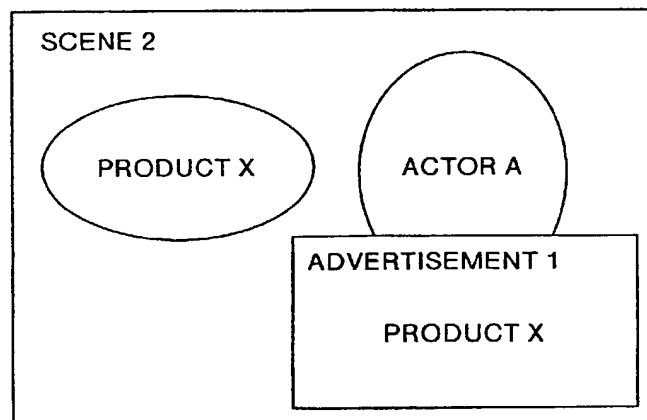 SCENE 2
PRODUCT X
ACTOR A
ADVERTISEMENT 1
PRODUCT X